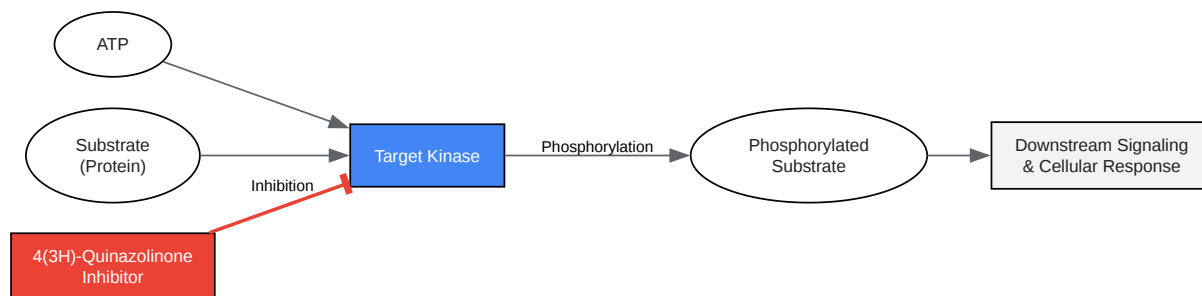 ATP
Substrate
(Protein)
Target Kinase
Phosphorylation
Phosphorylated
Substrate
Downstream Signaling
& Cellular Response
Inhibition
4(3H)-Quinazolinone
Inhibitor